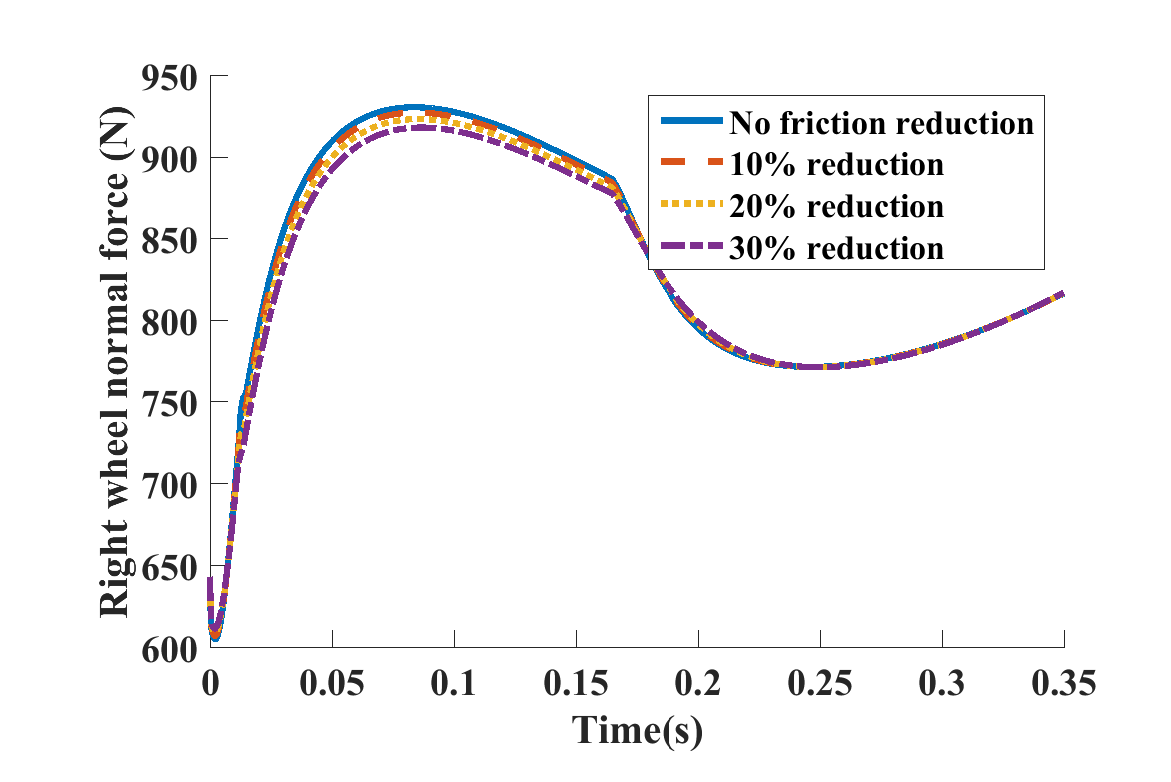 950
900
850
800
750
700
650
600
0
0.05
0.1
0.15
0.2
0.25
0.3
0.35
Right wheel normal force (N)
Time(s)
No friction reduction
10% reduction
20% reduction
30% reduction